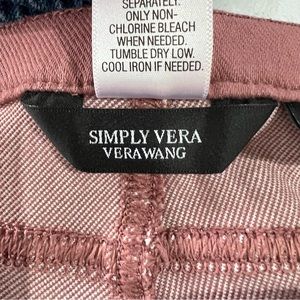 SEPARATELY.
ONLY NON-
CHLORINE BLEACH
WHEN NEEDED.
TUMBLE DRY LOW.
COOL IRON IF NEEDED.
SIMPLY VERA
VERAWANG